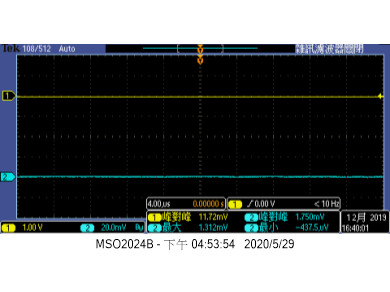 Tek 108/512 Auto 雜訊濾波器關閉
1
2
4.00us 0.00000 s 1 0.00 V < 10 Hz
1 峰對峰 11.72mV 2 峰對峰 1.750mV
2 最大 1.312mV 2 最小 -437.5uV
12月 2019
16:40:01
1 1.00 V 2 20.0mV Bw
MSO2024B - 下午 04:53:54 2020/5/29